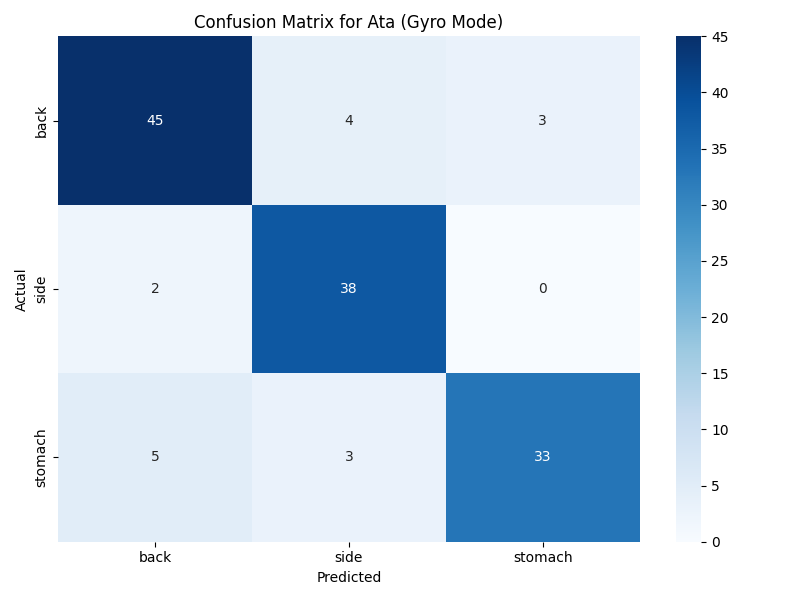 Confusion Matrix for Ata (Gyro Mode)
Actual
back
45
4
3
side
2
38
0
stomach
5
3
33
back
side
stomach
Predicted
45
40
35
30
25
20
15
10
5
0